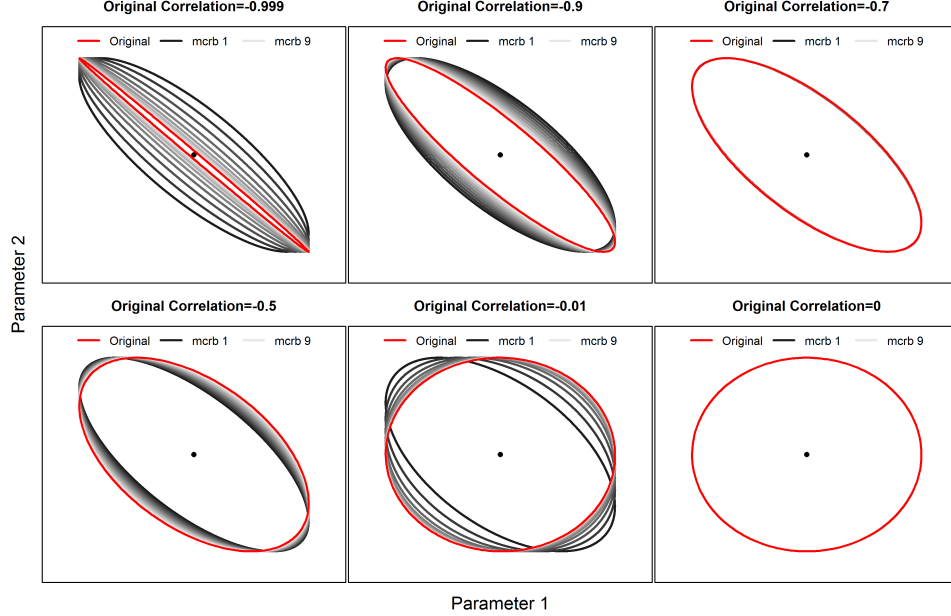 Original Correlation=-0.999
Original mcrb 1 mcrb 9
Original Correlation=-0.9
Original mcrb 1 mcrb 9
Original Correlation=-0.7
Original mcrb 1 mcrb 9
Parameter 2
Original Correlation=-0.5
Original mcrb 1 mcrb 9
Original Correlation=-0.01
Original mcrb 1 mcrb 9
Original Correlation=0
Original mcrb 1 mcrb 9
Parameter 1